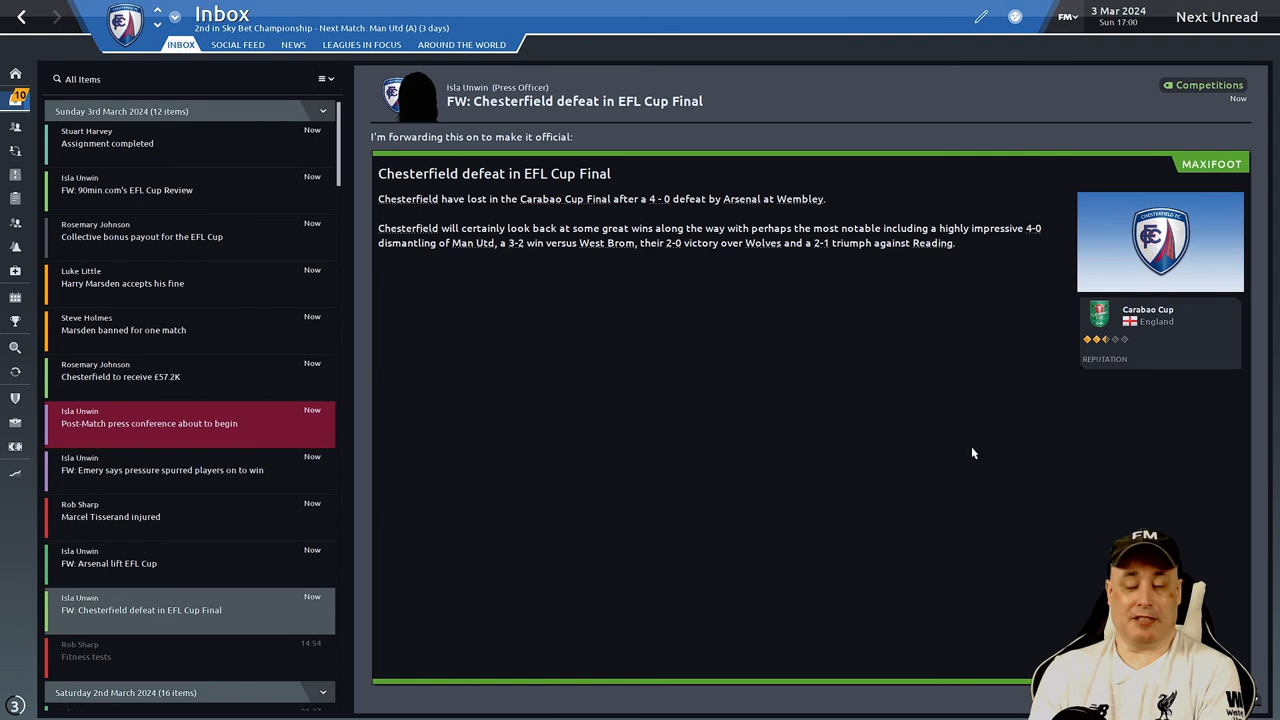 Inbox
2nd in Sky Bet Championship - Next Match: Man Utd (A) (3 days)
FM
3 Mar 2024
Sun 17:00
Next Unread
INBOX
SOCIAL FEED
NEWS
LEAGUES IN FOCUS
AROUND THE WORLD
10
All Items
Sunday 3rd March 2024 (12 items)
Stuart Harvey
Now
Assignment completed
Isla Unwin
Now
FW: 90min.com's EFL Cup Review
Rosemary Johnson
Now
Collective bonus payout for the EFL Cup
Luke Little
Now
Harry Marsden accepts his fine
Steve Holmes
Now
Marsden banned for one match
Rosemary Johnson
Now
Chesterfield to receive £57.2K
Isla Unwin
Now
Post-Match press conference about to begin
Isla Unwin
Now
FW: Emery says pressure spurred players on to win
Rob Sharp
Now
Marcel Tisserand injured
Isla Unwin
Now
FW: Arsenal lift EFL Cup
Isla Unwin
Now
FW: Chesterfield defeat in EFL Cup Final
Rob Sharp
14:54
Fitness tests
Saturday 2nd March 2024 (16 items)
3
Isla Unwin (Press Officer)
FW: Chesterfield defeat in EFL Cup Final
Competitions
Now
I'm forwarding this on to make it official:
MAXIFOOT
Chesterfield defeat in EFL Cup Final
Chesterfield have lost in the Carabao Cup Final after a 4 - 0 defeat by Arsenal at Wembley.
Chesterfield will certainly look back at some great wins along the way with perhaps the most notable including a highly impressive 4-0
dismantling of Man Utd, a 3-2 win versus West Brom, their 2-0 victory over Wolves and a 2-1 triumph against Reading.
CHESTERFIELD FC
Carabao Cup
England
REPUTATION
FM